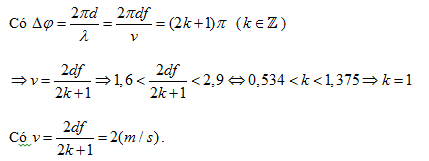 Có Δφ = 2πd/λ = 2πdf/v = (2k+1)π (k∈ℤ)
⇒ v = 2df/2k+1 ⇒ 1,6 < 2df/2k+1 < 2,9 ⇔ 0,534 < k < 1,375 ⇒ k = 1
Có v = 2df/2k+1 = 2(m/s).